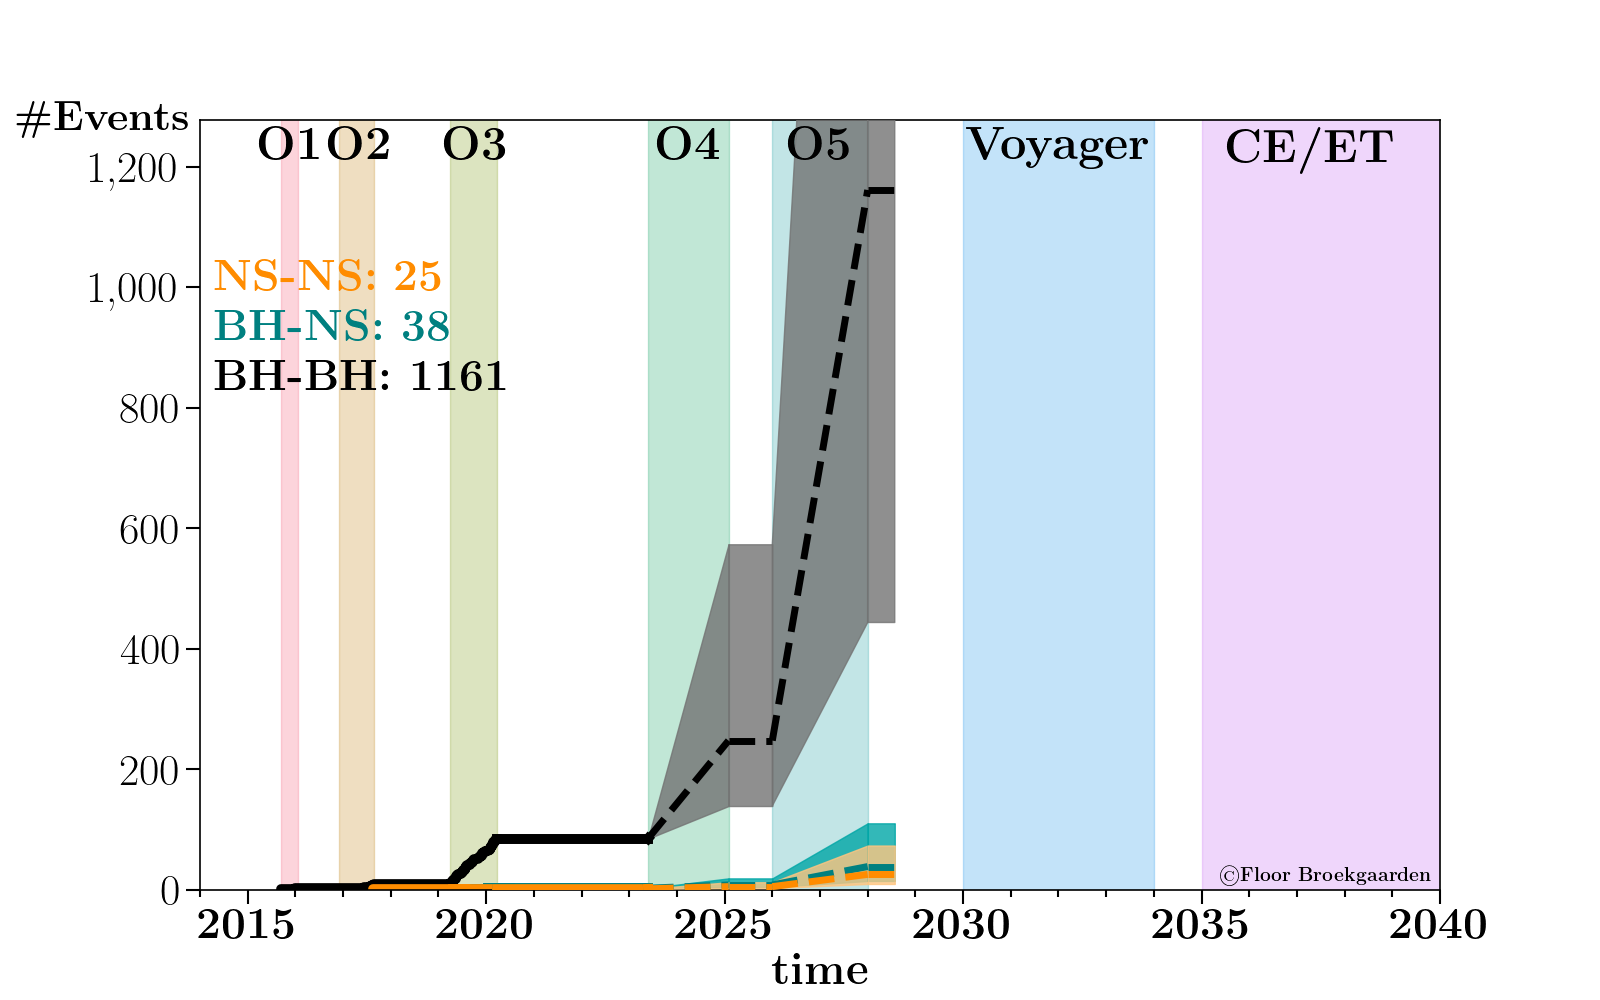 #Events
O1 O2 O3 O4 O5 Voyager CE/ET
1,200
1,000
800
600
400
200
0
NS-NS: 25
BH-NS: 38
BH-BH: 1161
©Floor Broekgaarden
2015 2020 2025 2030 2035 2040
time